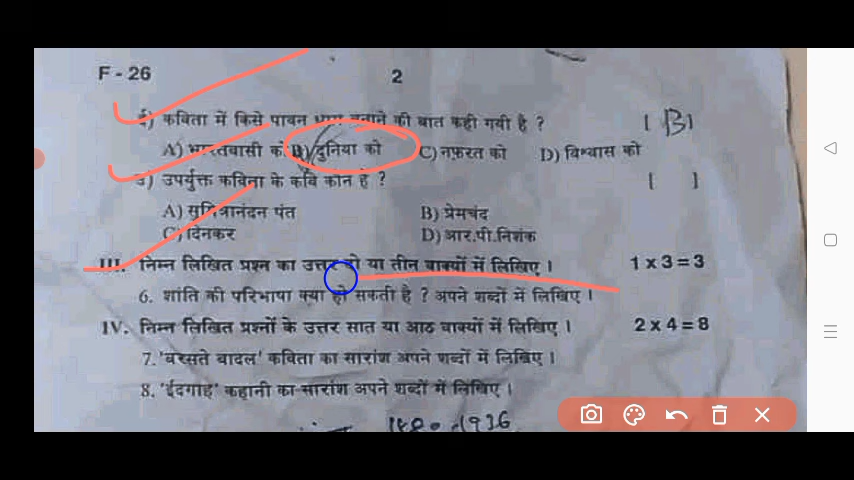 F - 26
2
ई) कविता में किसे पावन धाम बनाने की बात कही गयी है ? [ B ]
A) भारतवासी को B) दुनिया को C) नफ़रत को D) विश्वास को
उ) उपर्युक्त कविता के कवि कौन है ? [ ]
A) सुमित्रानंदन पंत B) प्रेमचंद
C) दिनकर D) आर.पी.निशंक
III. निम्न लिखित प्रश्न का उत्तर दो या तीन वाक्यों में लिखिए । 1 x 3 = 3
6. शांति की परिभाषा क्या हो सकती है ? अपने शब्दों में लिखिए ।
IV. निम्न लिखित प्रश्नों के उत्तर सात या आठ वाक्यों में लिखिए । 2 x 4 = 8
7. 'बरसते बादल' कविता का सारांश अपने शब्दों में लिखिए ।
8. 'ईदगाह' कहानी का सारांश अपने शब्दों में लिखिए ।
1936